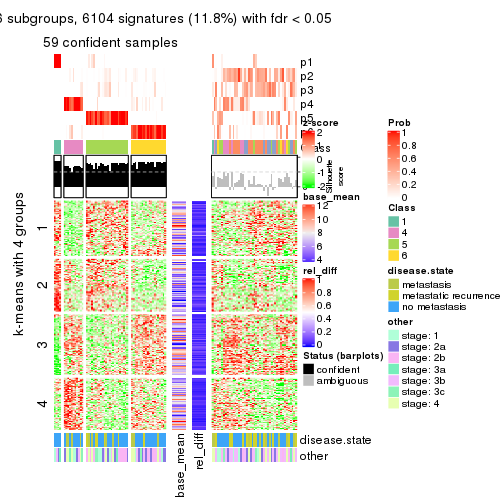 6 subgroups, 6104 signatures (11.8%) with fdr < 0.05
59 confident samples
p1
p2
p3
p4
p5
p6
Class
silhouette
score
k-means with 4 groups
1
2
3
4
base_mean
rel_diff
disease.state
other
z-score
2
0
-2
base_mean
12
10
8
6
4
rel_diff
1
0.8
0.6
0.4
0.2
0
Status (barplots)
confident
ambiguous
Prob
1
0.8
0.6
0.4
0.2
0
Class
1
4
5
6
disease.state
metastasis
metastatic recurrence
no metastasis
other
stage: 1
stage: 2a
stage: 2b
stage: 3a
stage: 3b
stage: 3c
stage: 4